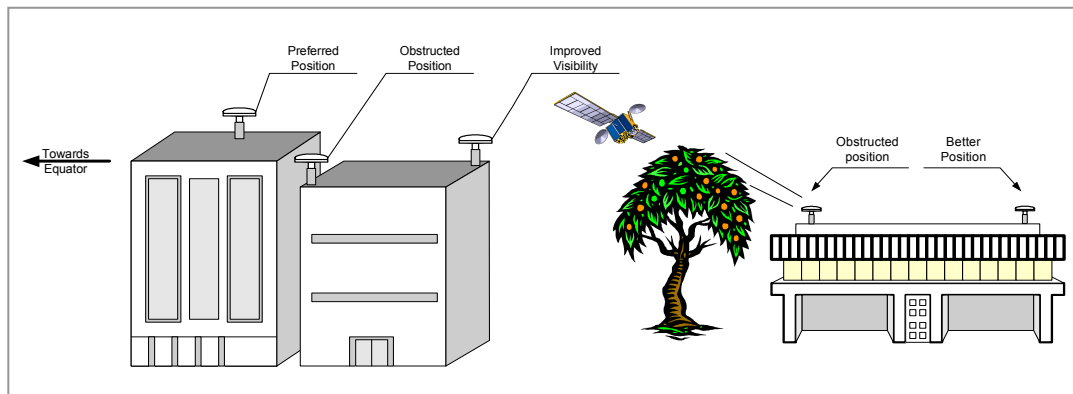 Preferred
Position
Obstructed
Position
Improved
Visibility
Towards
Equator
Obstructed
position
Better
Position